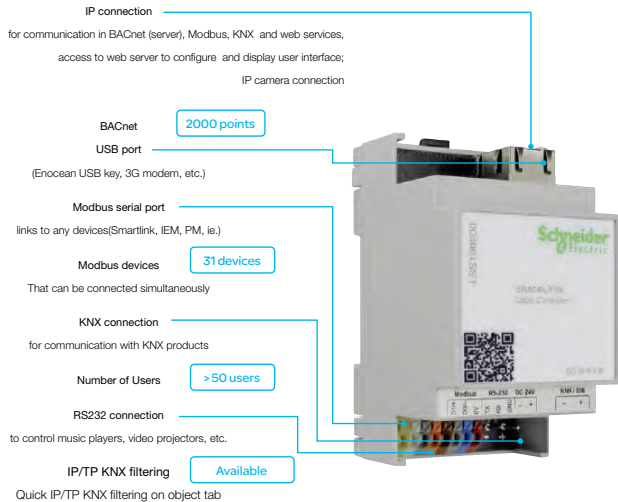 IP connection
for communication in BACnet (server), Modbus, KNX and web services,
access to web server to configure and display user interface;
IP camera connection
BACnet 2000 points
USB port
(Enocean USB key, 3G modem, etc.)
Modbus serial port
links to any devices(Smartlink, IEM, PM, ie.)
Modbus devices 31 devices
That can be connected simultaneously
KNX connection
for communication with KNX products
Number of Users >50 users
RS232 connection
to control music players, video projectors, etc.
IP/TP KNX filtering Available
Quick IP/TP KNX filtering on object tab
Schneider
Electric
Modbus RS-232 DC 24V KNX / EIB